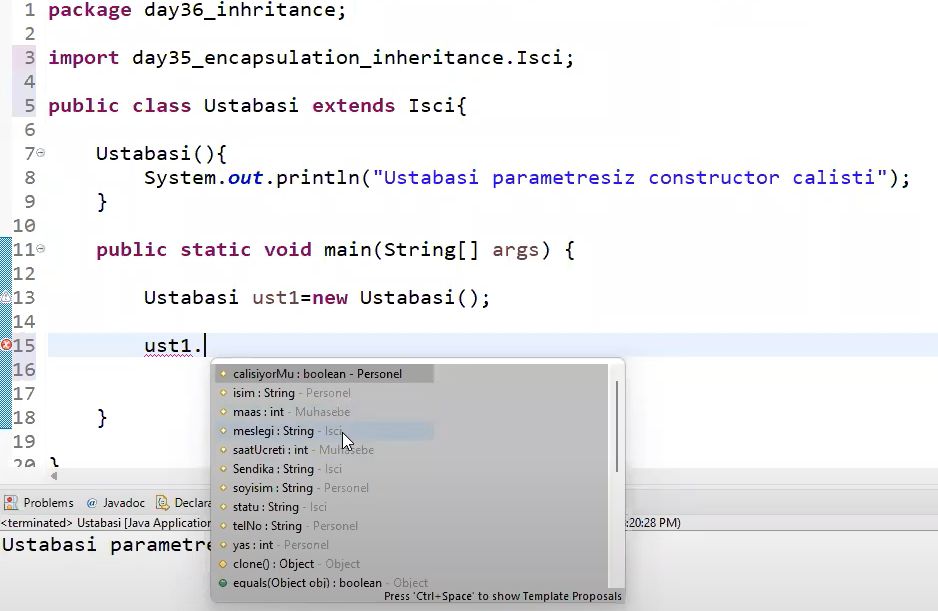 1 package day36_inhritance;
2
3 import day35_encapsulation_inheritance.Isci;
4
5 public class Ustabasi extends Isci{
6
7 Ustabasi(){
8 System.out.println("Ustabasi parametresiz constructor calisti");
9 }
10
11 public static void main(String[] args) {
12
13 Ustabasi ust1=new Ustabasi();
14
15 ust1.
16
17
18 }
19
20 }
calisiyorMu : boolean - Personel
isim : String - Personel
maas : int - Muhasebe
meslegi : String - Isci
saatUcreti : int - Muhasebe
Sendika : String - Isci
soyisim : String - Personel
statu : String - Isci
telNo : String - Personel
yas : int - Personel
clone() : Object - Object
equals(Object obj) : boolean - Object
Press 'Ctrl+Space' to show Template Proposals
Problems @ Javadoc Declara
<terminated> Ustabasi [Java Application :20:28 PM)
Ustabasi parametre